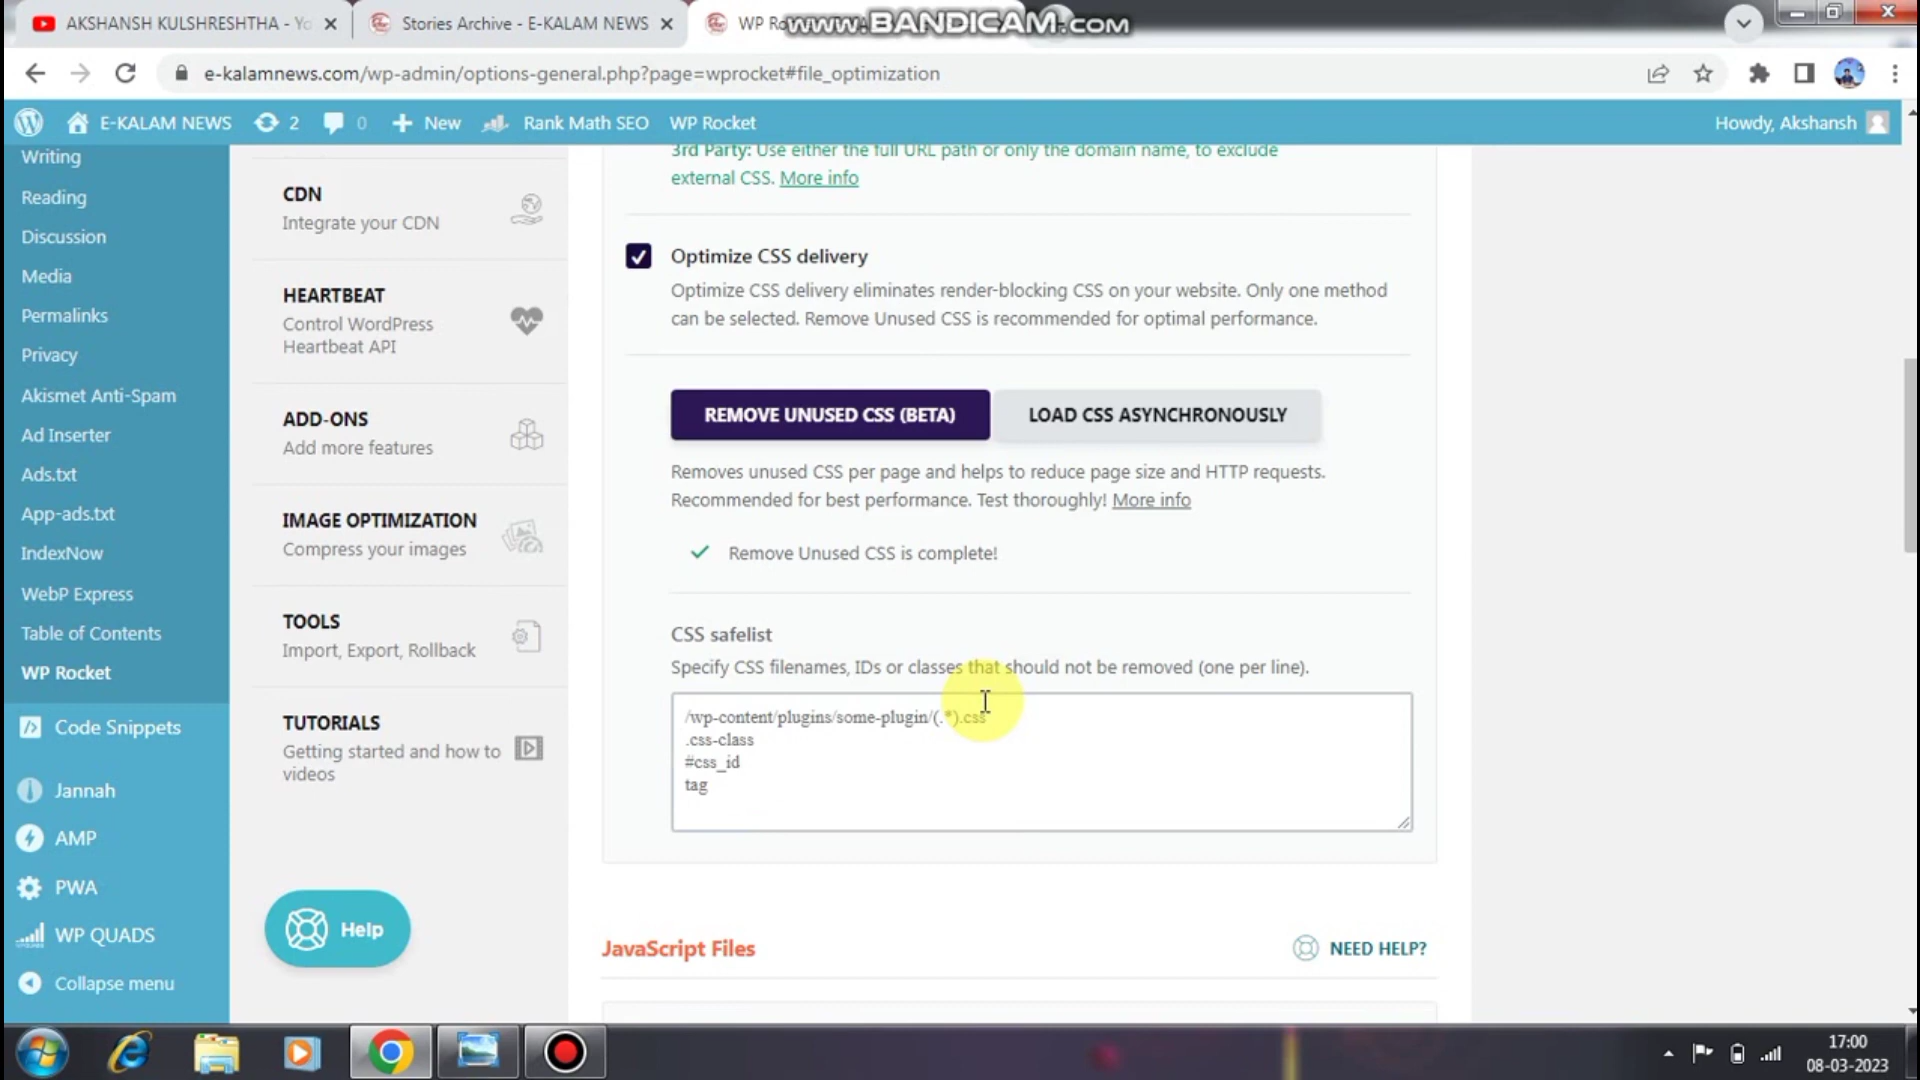 AKSHANSH KULSHRESHTHA - Yo
Stories Archive - E-KALAM NEWS
WP Ro
www.BANDICAM.com
e-kalamnews.com/wp-admin/options-general.php?page=wprocket#file_optimization
E-KALAM NEWS
2
0
New
Rank Math SEO
WP Rocket
Howdy, Akshansh
Writing
Reading
Discussion
Media
Permalinks
Privacy
Akismet Anti-Spam
Ad Inserter
Ads.txt
App-ads.txt
IndexNow
WebP Express
Table of Contents
WP Rocket
Code Snippets
Jannah
AMP
PWA
WP QUADS
Collapse menu
CDN
Integrate your CDN
HEARTBEAT
Control WordPress
Heartbeat API
ADD-ONS
Add more features
IMAGE OPTIMIZATION
Compress your images
TOOLS
Import, Export, Rollback
TUTORIALS
Getting started and how to
videos
Help
3rd Party: Use either the full URL path or only the domain name, to exclude
external CSS. More info
Optimize CSS delivery
Optimize CSS delivery eliminates render-blocking CSS on your website. Only one method
can be selected. Remove Unused CSS is recommended for optimal performance.
REMOVE UNUSED CSS (BETA)
LOAD CSS ASYNCHRONOUSLY
Removes unused CSS per page and helps to reduce page size and HTTP requests.
Recommended for best performance. Test thoroughly! More info
Remove Unused CSS is complete!
CSS safelist
Specify CSS filenames, IDs or classes that should not be removed (one per line).
/wp-content/plugins/some-plugin/(.*).css
.css-class
#css_id
tag
JavaScript Files
NEED HELP?
17:00
08-03-2023